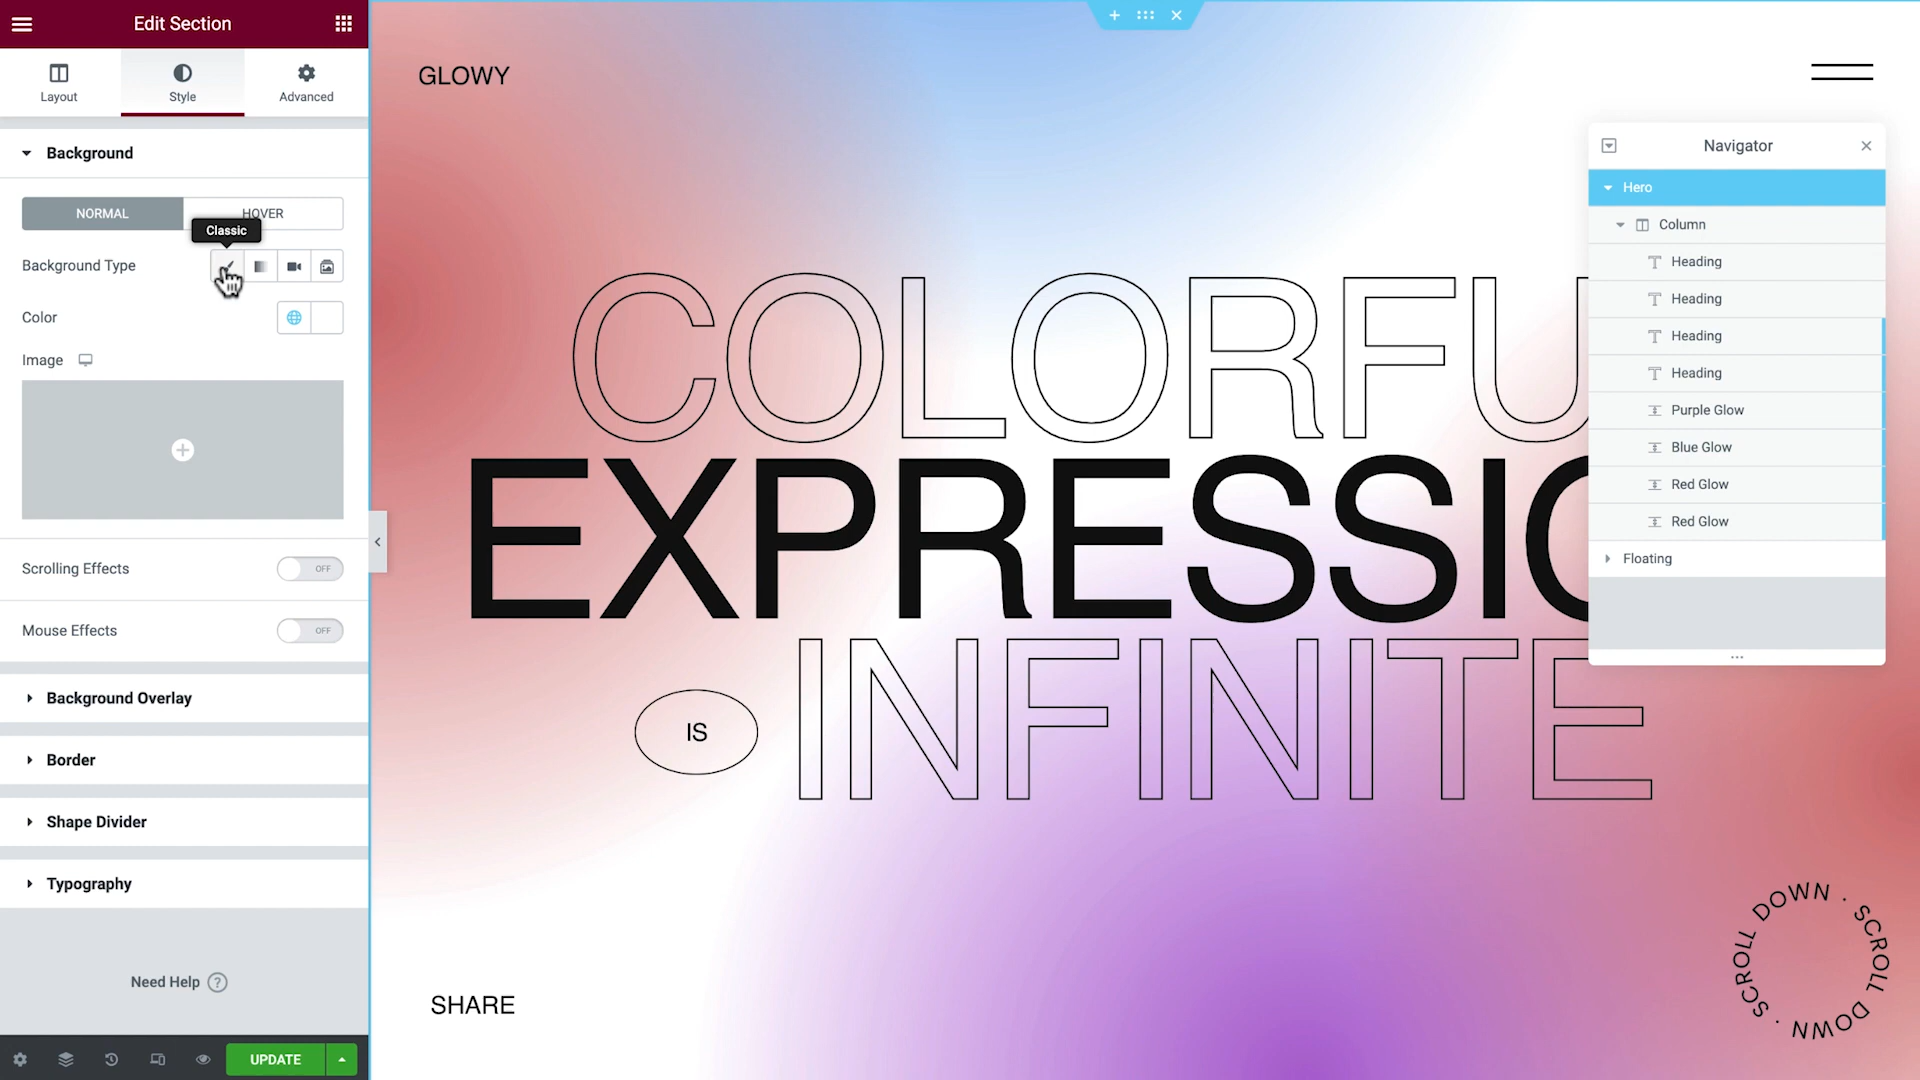 Edit Section
Layout
Style
Advanced
Background
NORMAL
HOVER
Classic
Background Type
Color
Image
Scrolling Effects
OFF
Mouse Effects
OFF
Background Overlay
Border
Shape Divider
Typography
Need Help ?
UPDATE
GLOWY
COLORFU
EXPRESSIO
IS
INFINITE
SHARE
SCROLL DOWN · SCROLL DOWN ·
Navigator
Hero
Column
Heading
Heading
Heading
Heading
Purple Glow
Blue Glow
Red Glow
Red Glow
Floating